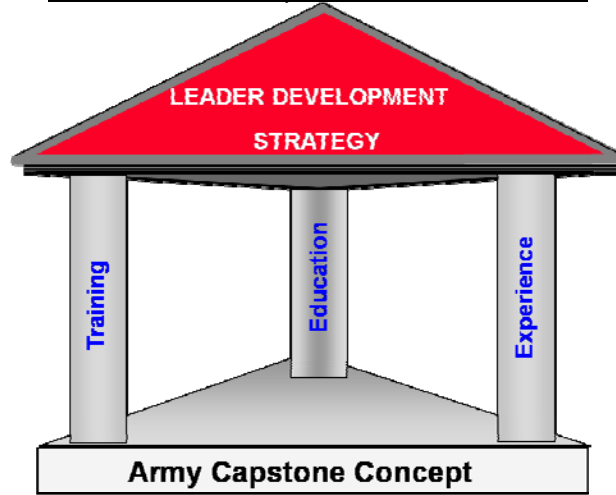 LEADER DEVELOPMENT
STRATEGY
Training
Education
Experience
Army Capstone Concept